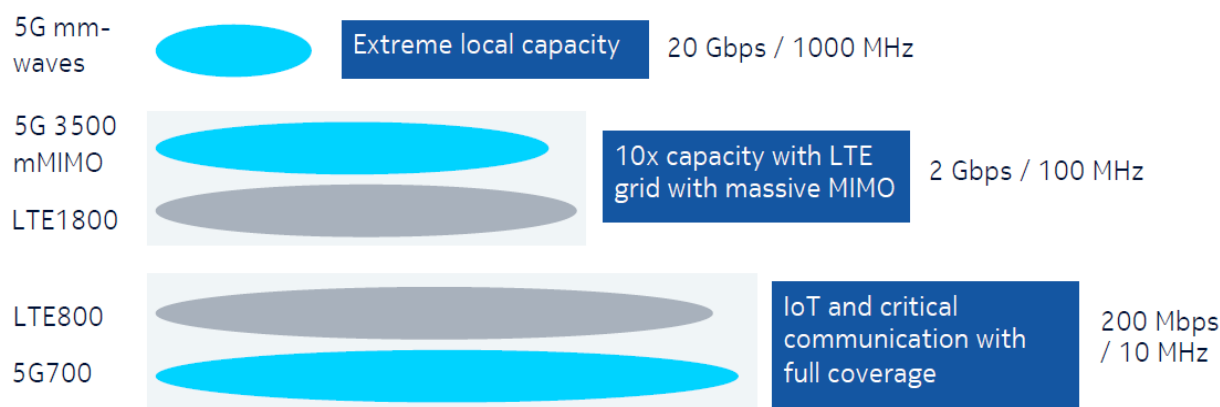 5G mm-
waves
Extreme local capacity
20 Gbps / 1000 MHz
5G 3500
mMIMO
LTE1800
10x capacity with LTE
grid with massive MIMO
2 Gbps / 100 MHz
LTE800
5G700
IoT and critical
communication with
full coverage
200 Mbps
/ 10 MHz